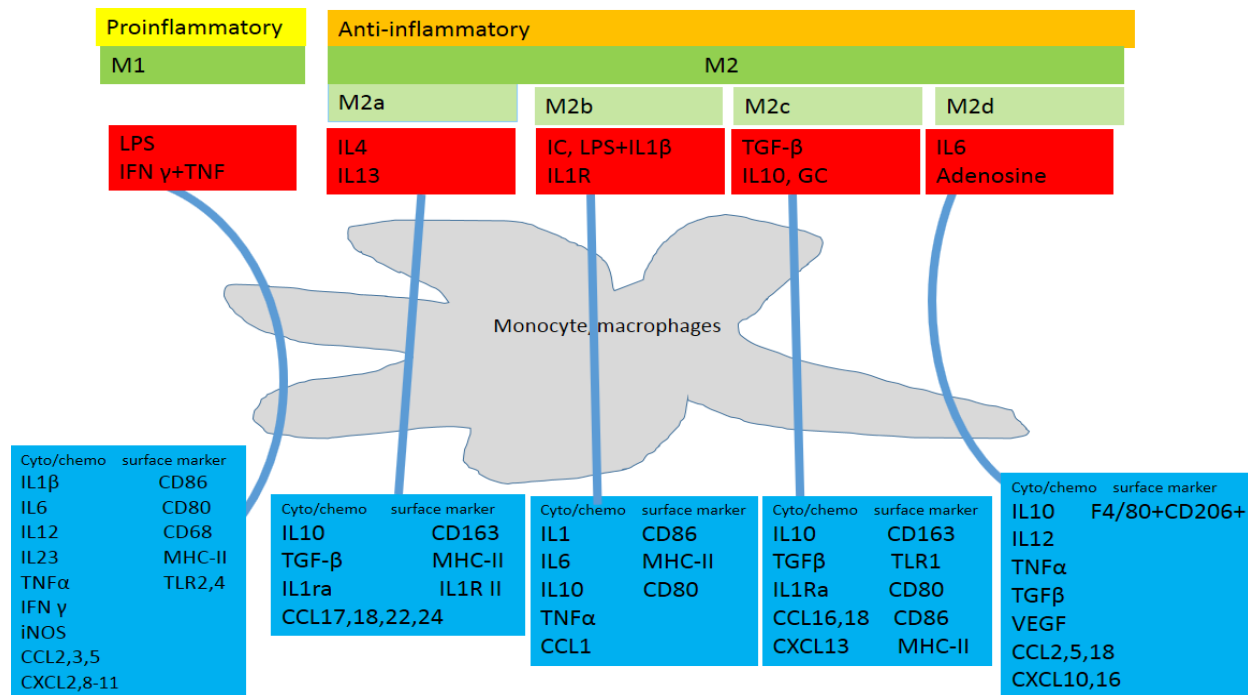 Proinflammatory
Anti-inflammatory
M1
M2
M2a
M2b
M2c
M2d
LPS
IFN γ+TNF
IL4
IL13
IC, LPS+IL1β
IL1R
TGF-β
IL10, GC
IL6
Adenosine
Monocyte/macrophages
Cyto/chemo surface marker
IL1β CD86
IL6 CD80
IL12 CD68
IL23 MHC-II
TNFα TLR2,4
IFN γ
iNOS
CCL2,3,5
CXCL2,8-11
Cyto/chemo surface marker
IL10 CD163
TGF-β MHC-II
IL1ra IL1R II
CCL17,18,22,24
Cyto/chemo surface marker
IL1 CD86
IL6 MHC-II
IL10 CD80
TNFα
CCL1
Cyto/chemo surface marker
IL10 CD163
TGFβ TLR1
IL1Ra CD80
CCL16,18 CD86
CXCL13 MHC-II
Cyto/chemo surface marker
IL10 F4/80+CD206+
IL12
TNFα
TGFβ
VEGF
CCL2,5,18
CXCL10,16